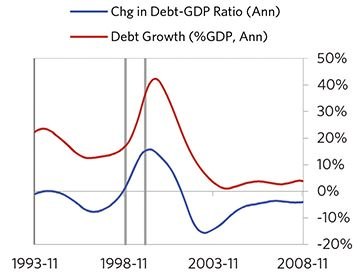 Chg in Debt-GDP Ratio (Ann)
Debt Growth (%GDP, Ann)
50%
40%
30%
20%
10%
0%
-10%
-20%
1993-11 1998-11 2003-11 2008-11